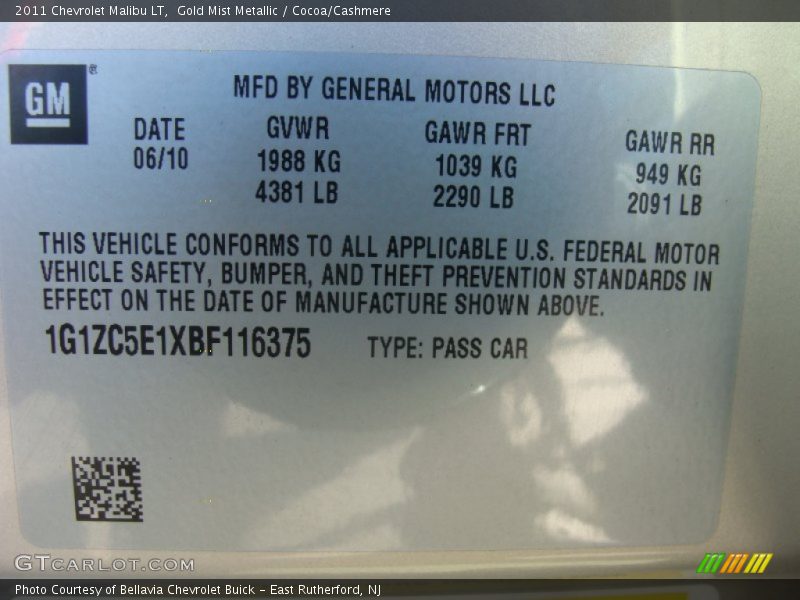 2011 Chevrolet Malibu LT, Gold Mist Metallic / Cocoa/Cashmere
GM ®
MFD BY GENERAL MOTORS LLC
DATE GVWR GAWR FRT GAWR RR
06/10 1988 KG 1039 KG 949 KG
4381 LB 2290 LB 2091 LB
THIS VEHICLE CONFORMS TO ALL APPLICABLE U.S. FEDERAL MOTOR
VEHICLE SAFETY, BUMPER, AND THEFT PREVENTION STANDARDS IN
EFFECT ON THE DATE OF MANUFACTURE SHOWN ABOVE.
1G1ZC5E1XBF116375 TYPE: PASS CAR
GTCARLOT.COM
Photo Courtesy of Bellavia Chevrolet Buick - East Rutherford, NJ